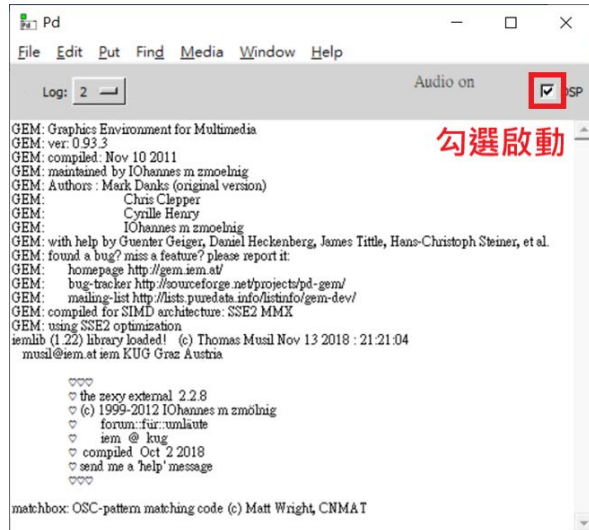 Pd
File Edit Put Find Media Window Help
Audio on
Log: 2
DSP
勾選啟動
GEM: Graphics Environment for Multimedia
GEM: ver: 0.93.3
GEM: compiled: Nov 10 2011
GEM: maintained by IOhannes m zmoelnig
GEM: Authors : Mark Danks (original version)
GEM: Chris Clepper
GEM: Cyrille Henry
GEM: IOhannes m zmoelnig
GEM: with help by Guenter Geiger, Daniel Heckenberg, James Tittle, Hans-Christoph Steiner, et al.
GEM: found a bug? miss a feature? please report it:
GEM: homepage http://gem.iem.at/
GEM: bug-tracker http://sourceforge.net/projects/pd-gem/
GEM: mailing-list http://lists.puredata.info/listinfo/gem-dev/
GEM: compiled for SIMD architecture: SSE2 MMX
GEM: using SSE2 optimization
iemlib (1.22) library loaded! (c) Thomas Musil Nov 13 2018 : 21:21:04
musil@iem.at iem KUG Graz Austria
♡♡♡
♡ the zexy external 2.2.8
♡ (c) 1999-2012 IOhannes m zmölnig
♡ forum::für::umläute
♡ iem @ kug
♡ compiled Oct 2 2018
♡ send me a 'help' message
♡♡♡
matchbox: OSC-pattern matching code (c) Matt Wright, CNMAT